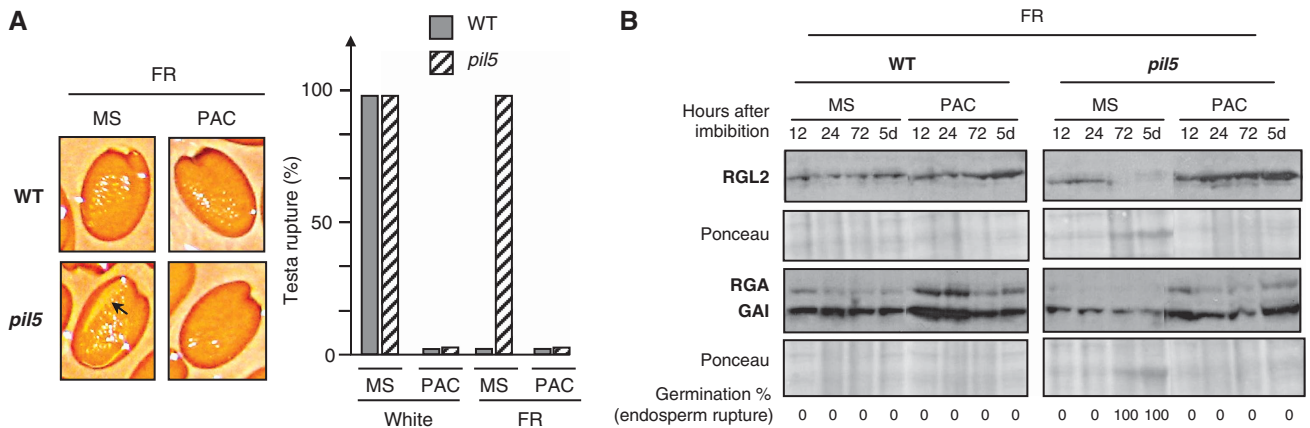 A
FR
MS PAC
WT
pil5
WT
pil5
Testa rupture (%)
100
50
0
MS PAC MS PAC
White FR
B
FR
WT pil5
Hours after imbibition
MS PAC MS PAC
12 24 72 5d 12 24 72 5d 12 24 72 5d 12 24 72 5d
RGL2
Ponceau
RGA
GAI
Ponceau
Germination %
(endosperm rupture)
0 0 0 0 0 0 0 0 0 0 100 100 0 0 0 0